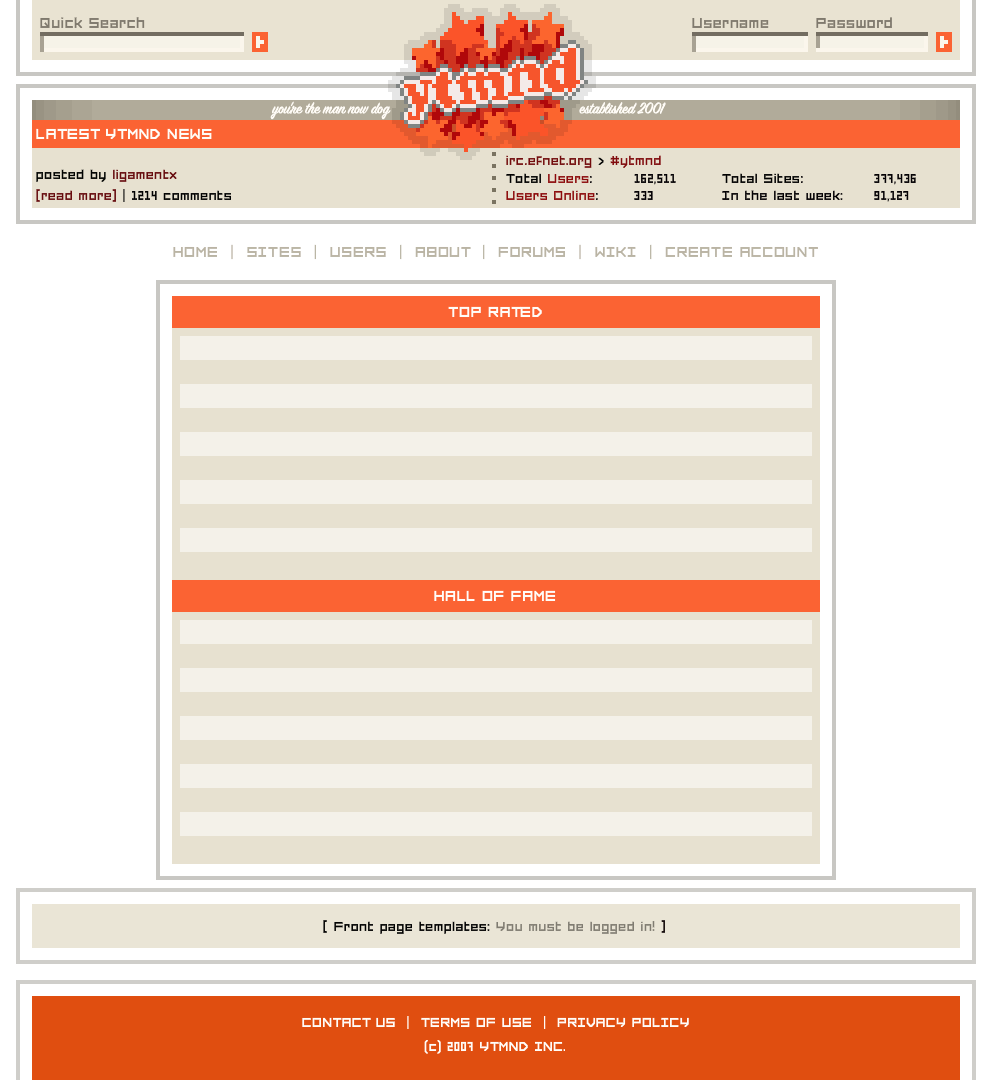 Quick Search
Username Password
ytmnd
you're the man now dog
established 2001
LATEST YTMND NEWS
posted by ligamentx
[read more] | 1214 comments
irc.eFnet.org > #ytmnd
Total Users: 162,511 Total Sites: 377,436
Users Online: 333 In the last week: 91,127
HOME | SITES | USERS | ABOUT | FORUMS | WIKI | CREATE ACCOUNT
TOP RATED
HALL OF FAME
[ Front page templates: You must be logged in! ]
CONTACT US | TERMS OF USE | PRIVACY POLICY
(c) 2007 YTMND INC.